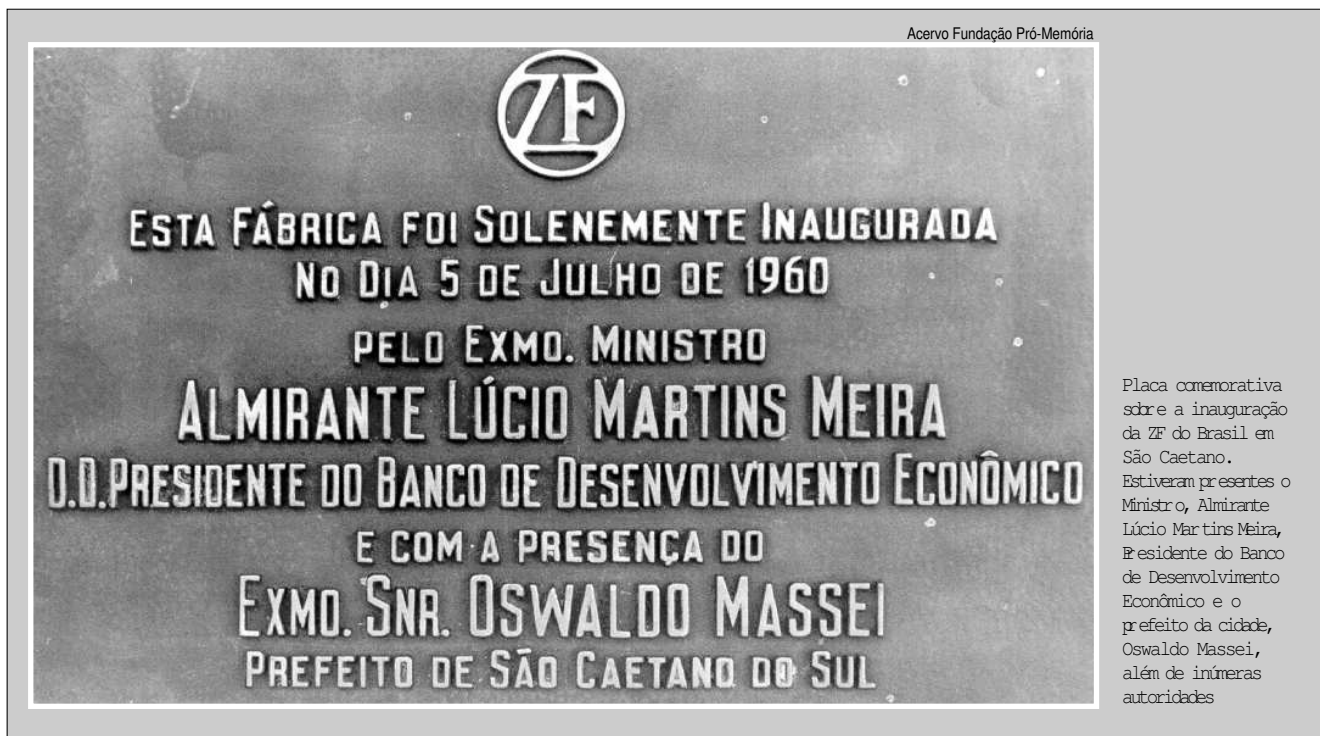 Acervo Fundação Pró-Memória
ZF
ESTA FÁBRICA FOI SOLENEMENTE INAUGURADA
NO DIA 5 DE JULHO DE 1960
PELO EXMO. MINISTRO
ALMIRANTE LÚCIO MARTINS MEIRA
D.D.PRESIDENTE DO BANCO DE DESENVOLVIMENTO ECONÔMICO
E COM A PRESENÇA DO
EXMO. SNR. OSWALDO MASSEI
PREFEITO DE SÃO CAETANO DO SUL
Placa comemorativa
sobre a inauguração
da ZF do Brasil em
São Caetano.
Estiveram presentes o
Ministro, Almirante
Lúcio Martins Meira,
Presidente do Banco
de Desenvolvimento
Econômico e o
prefeito da cidade,
Oswaldo Massei,
além de inúmeras
autoridades